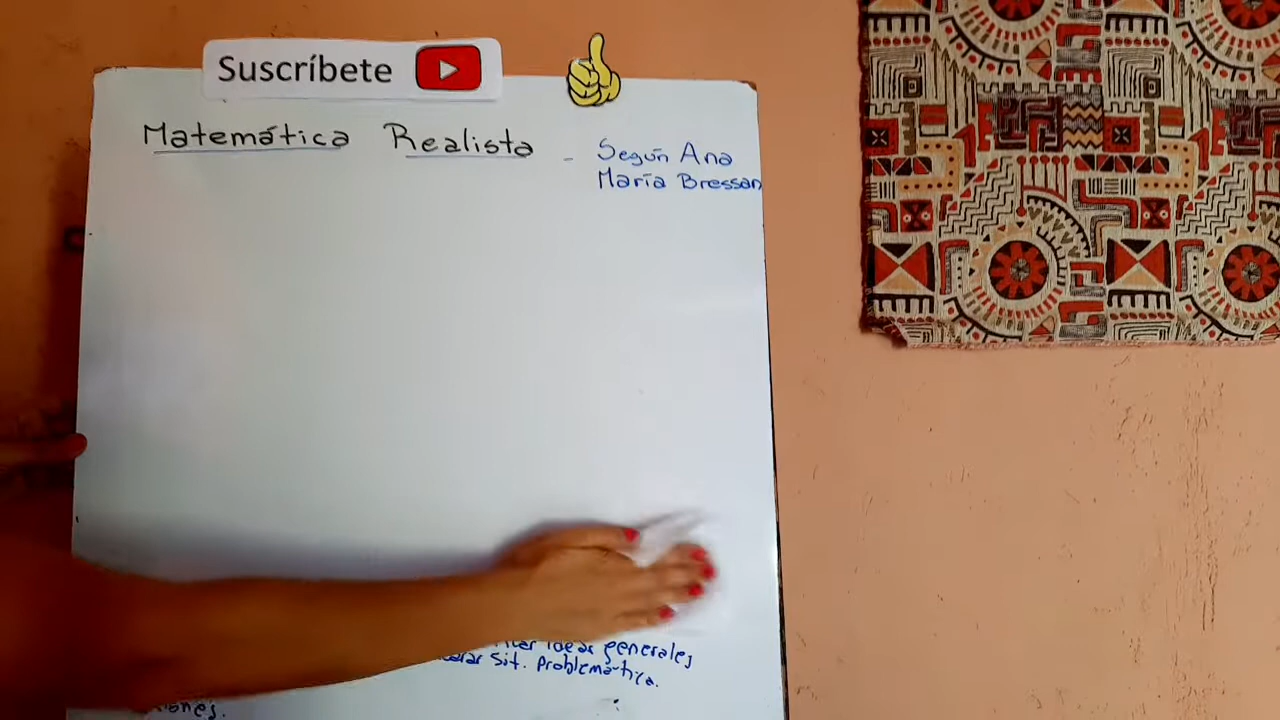 Suscríbete
Matemática Realista - Según Ana
María Bressan
ideas generales
Sit. Problemática.